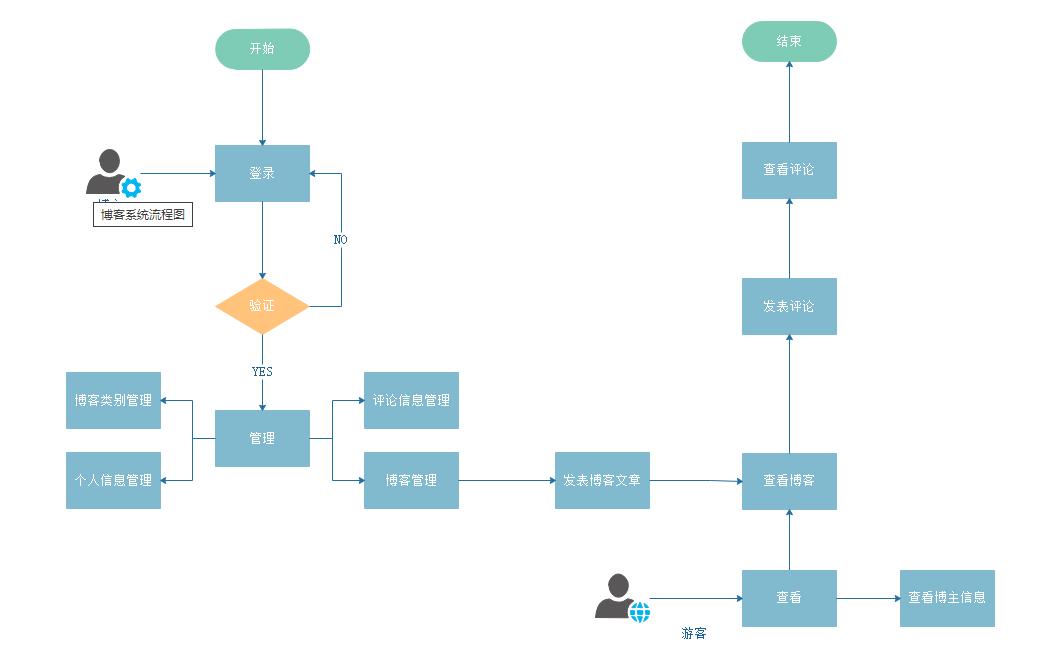 开始
结束
登录
查看评论
博客系统流程图
NO
验证
发表评论
YES
博客类别管理
评论信息管理
管理
个人信息管理
博客管理
发表博客文章
查看博客
查看
查看博主信息
游客